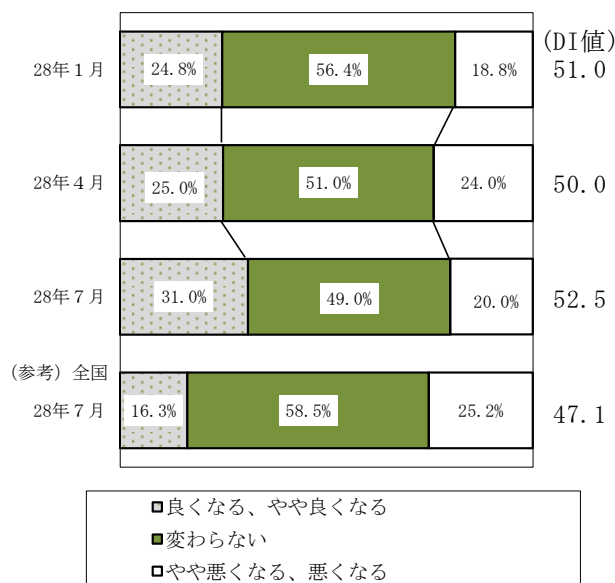 (DI値)
28年1月 24.8% 56.4% 18.8% 51.0
28年4月 25.0% 51.0% 24.0% 50.0
28年7月 31.0% 49.0% 20.0% 52.5
(参考) 全国
28年7月 16.3% 58.5% 25.2% 47.1
良くなる、やや良くなる
変わらない
やや悪くなる、悪くなる